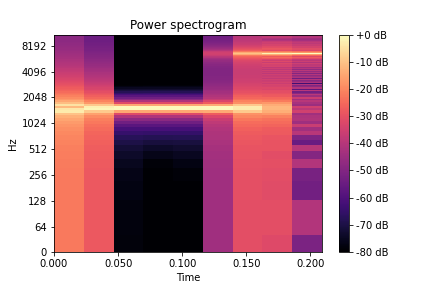 Power spectrogram
8192
4096
2048
1024
512
256
128
64
0
Hz
0.000 0.050 0.100 0.150 0.200
Time
+0 dB
-10 dB
-20 dB
-30 dB
-40 dB
-50 dB
-60 dB
-70 dB
-80 dB